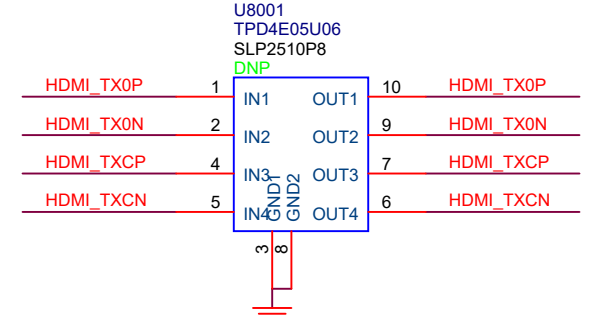 U8001
TPD4E05U06
SLP2510P8
DNP
HDMI_TX0P 1 IN1 OUT1 10 HDMI_TX0P
HDMI_TX0N 2 IN2 OUT2 9 HDMI_TX0N
HDMI_TXCP 4 IN3 OUT3 7 HDMI_TXCP
HDMI_TXCN 5 IN4 OUT4 6 HDMI_TXCN
GND1 GND2
3 8